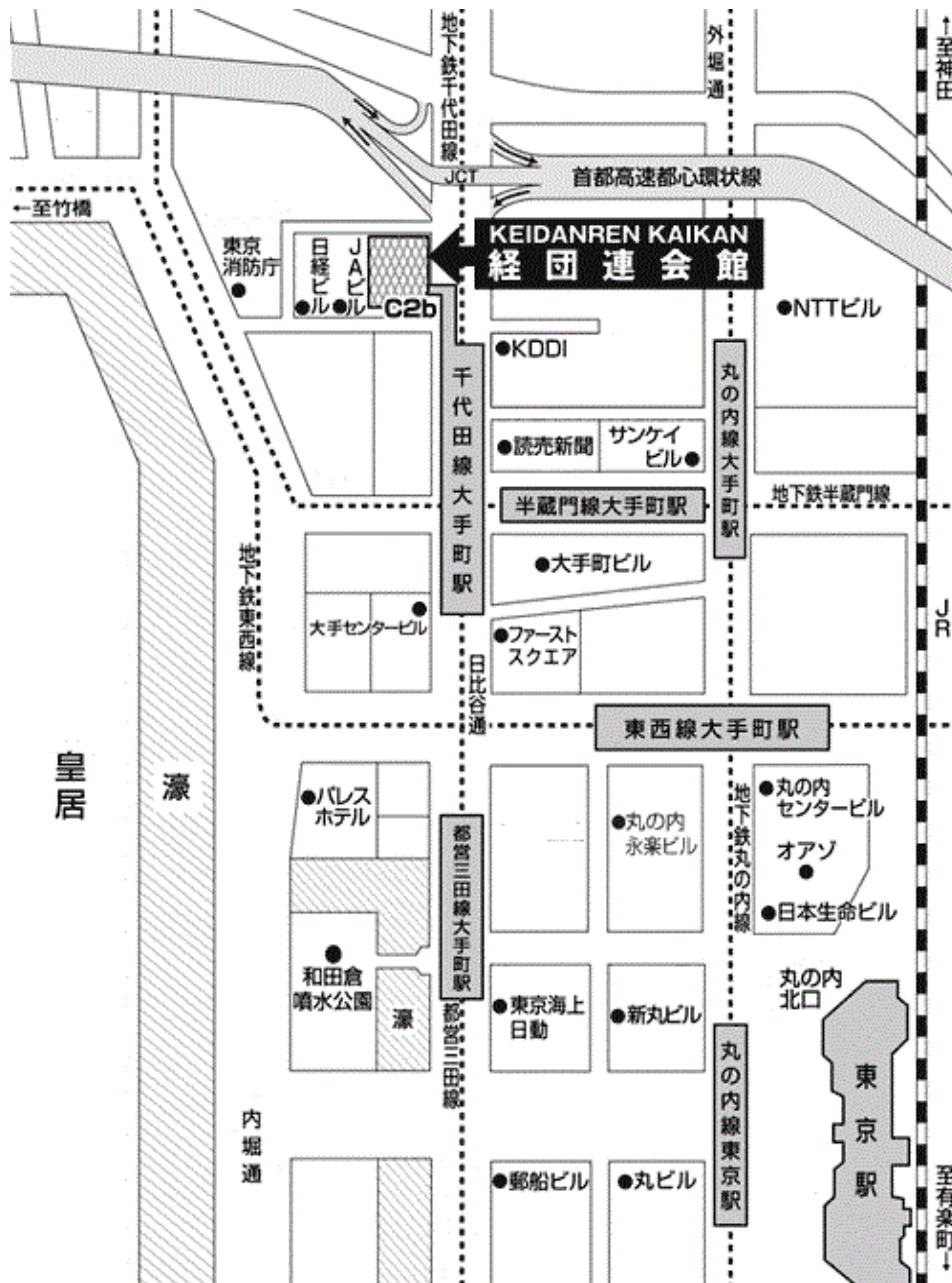 地下鉄千代田線
外堀通
←至神田
JCT
首都高速都心環状線
←至竹橋
KEIDANREN KAIKAN
経団連会館
東京
消防庁
日経ビル
JAビル
C2b
NTTビル
KDDI
千代田線大手町駅
丸の内線大手町駅
読売新聞
サンケイ
ビル
地下鉄半蔵門線
半蔵門線大手町駅
大手町ビル
地下鉄東西線
大手センタービル
ファースト
スクエア
JR
日比谷通
東西線大手町駅
皇居
濠
パレス
ホテル
都営三田線大手町駅
丸の内
永楽ビル
地下鉄丸の内線
丸の内
センタービル
オアゾ
日本生命ビル
和田倉
噴水公園
濠
都営三田線
東京海上
日動
新丸ビル
丸の内
北口
丸の内線東京駅
東京駅
内堀通
郵船ビル
丸ビル
至有楽町→